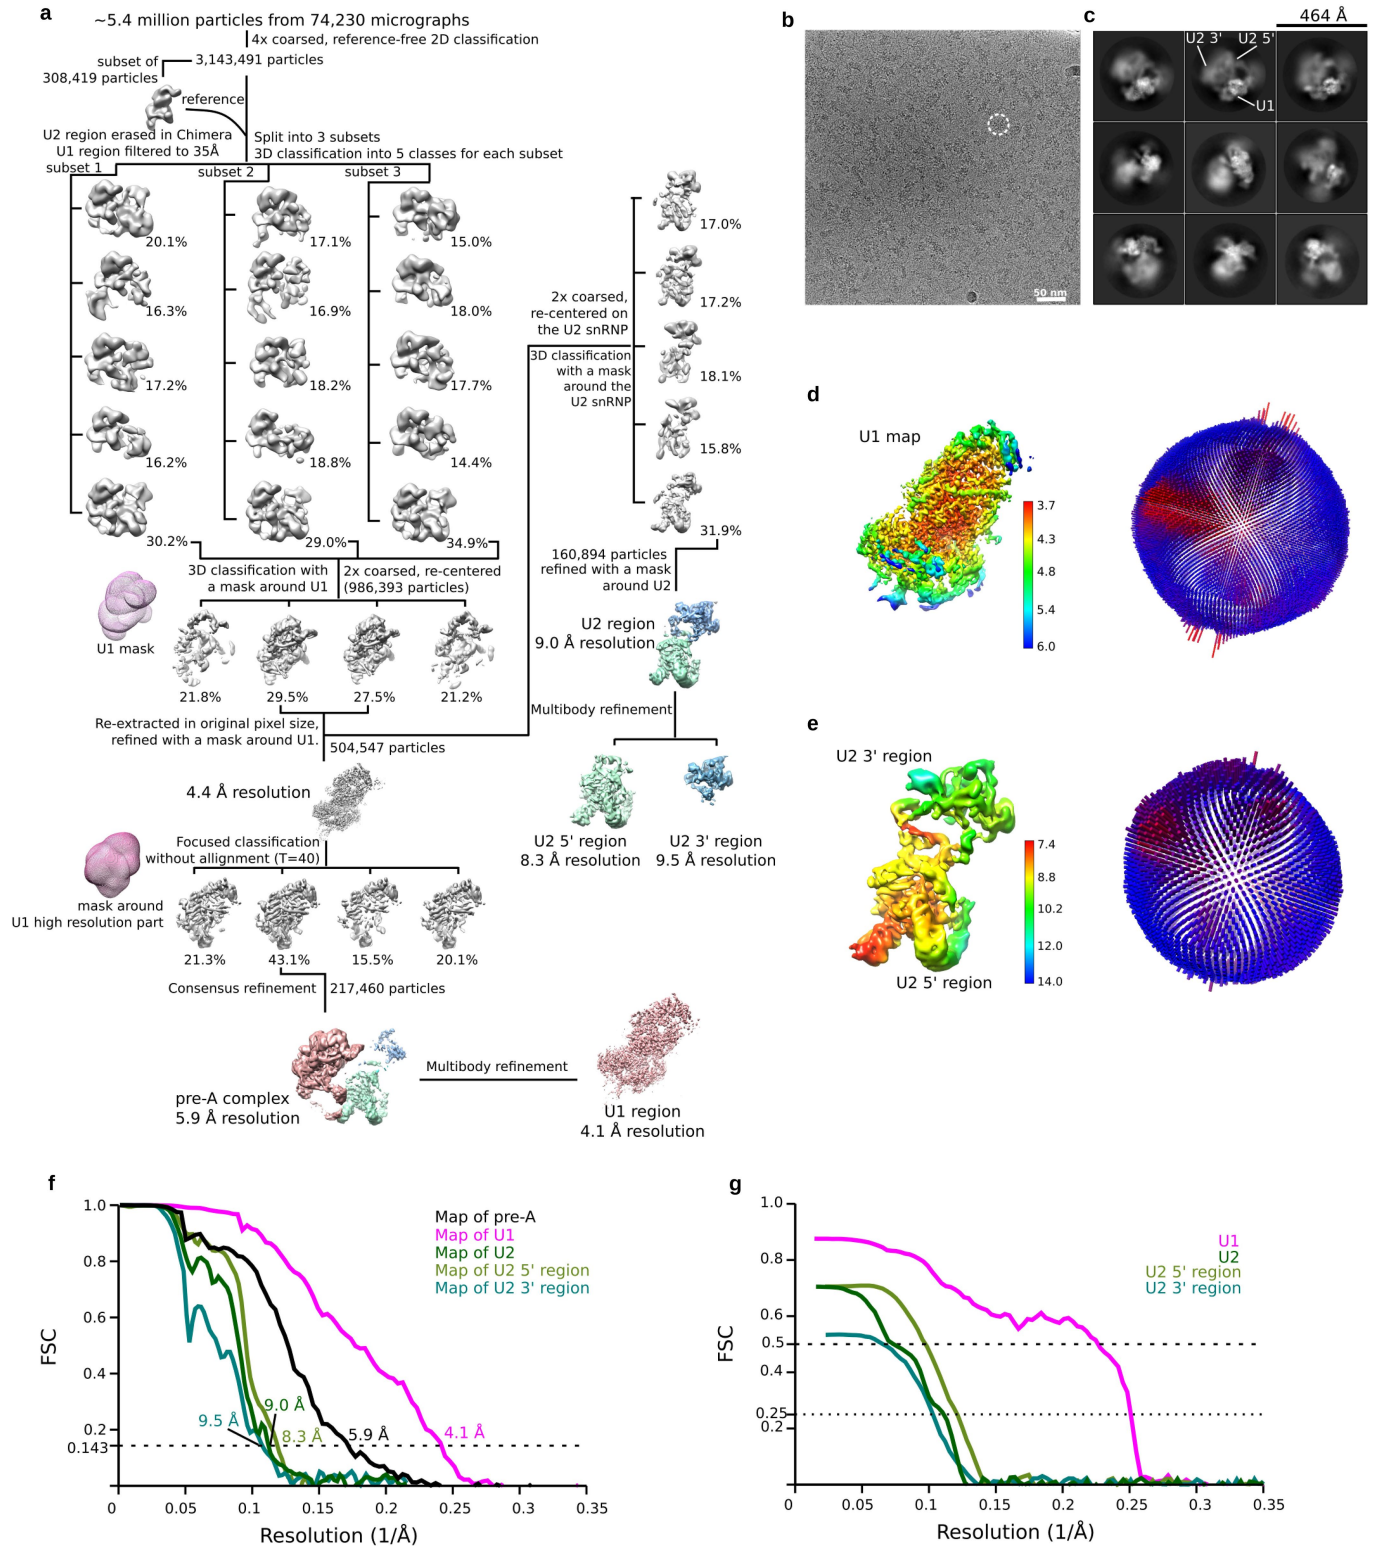 a
~5.4 million particles from 74,230 micrographs
4x coarsed, reference-free 2D classification
subset of
308,419 particles
3,143,491 particles
reference
U2 region erased in Chimera
U1 region filtered to 35Å
Split into 3 subsets
3D classification into 5 classes for each subset
subset 1
subset 2
subset 3
20.1%
17.1%
15.0%
16.3%
16.9%
18.0%
17.2%
18.2%
17.7%
16.2%
18.8%
14.4%
30.2%
29.0%
34.9%
3D classification with
a mask around U1
2x coarsed, re-centered
(986,393 particles)
U1 mask
21.8%
29.5%
27.5%
21.2%
Re-extracted in original pixel size,
refined with a mask around U1.
504,547 particles
4.4 Å resolution
Focused classification
without allignment (T=40)
mask around
U1 high resolution part
21.3%
43.1%
15.5%
20.1%
Consensus refinement
217,460 particles
pre-A complex
5.9 Å resolution
Multibody refinement
U1 region
4.1 Å resolution
2x coarsed,
re-centered on
the U2 snRNP
3D classification
with a mask
around the
U2 snRNP
17.0%
17.2%
18.1%
15.8%
31.9%
160,894 particles
refined with a mask
around U2
U2 region
9.0 Å resolution
Multibody refinement
U2 5' region
8.3 Å resolution
U2 3' region
9.5 Å resolution
b
50 nm
c
464 Å
U2 3'
U2 5'
U1
d
U1 map
3.7
4.3
4.8
5.4
6.0
e
U2 3' region
U2 5' region
7.4
8.8
10.2
12.0
14.0
f
1.0
0.8
0.6
0.4
0.2
0.143
FSC
Map of pre-A
Map of U1
Map of U2
Map of U2 5' region
Map of U2 3' region
9.5 Å
9.0 Å
8.3 Å
5.9 Å
4.1 Å
0
0.05
0.1
0.15
0.2
0.25
0.3
0.35
Resolution (1/Å)
g
1.0
0.8
0.6
0.5
0.4
0.25
0.2
0
FSC
U1
U2
U2 5' region
U2 3' region
0.05
0.1
0.15
0.2
0.25
0.3
0.35
Resolution (1/Å)